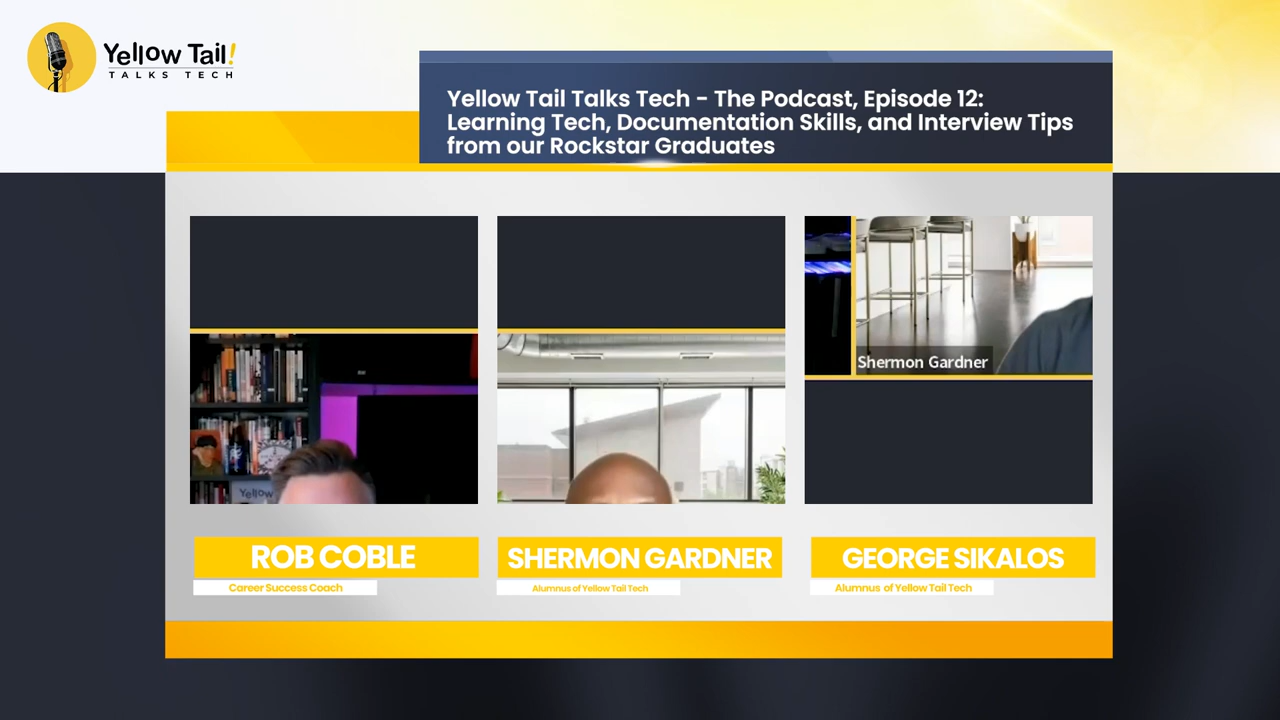 Yellow Tail!
TALKS TECH
Yellow Tail Talks Tech - The Podcast, Episode 12:
Learning Tech, Documentation Skills, and Interview Tips
from our Rockstar Graduates
Shermon Gardner
Yellow
ROB COBLE
SHERMON GARDNER
GEORGE SIKALOS
Career Success Coach
Alumnus of Yellow Tail Tech
Alumnus of Yellow Tail Tech